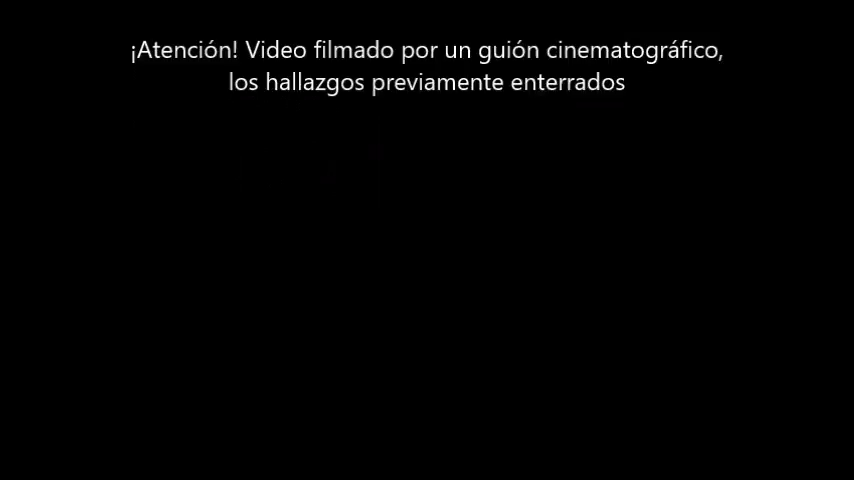 ¡Atención! Video filmado por un guión cinematográfico,
los hallazgos previamente enterrados